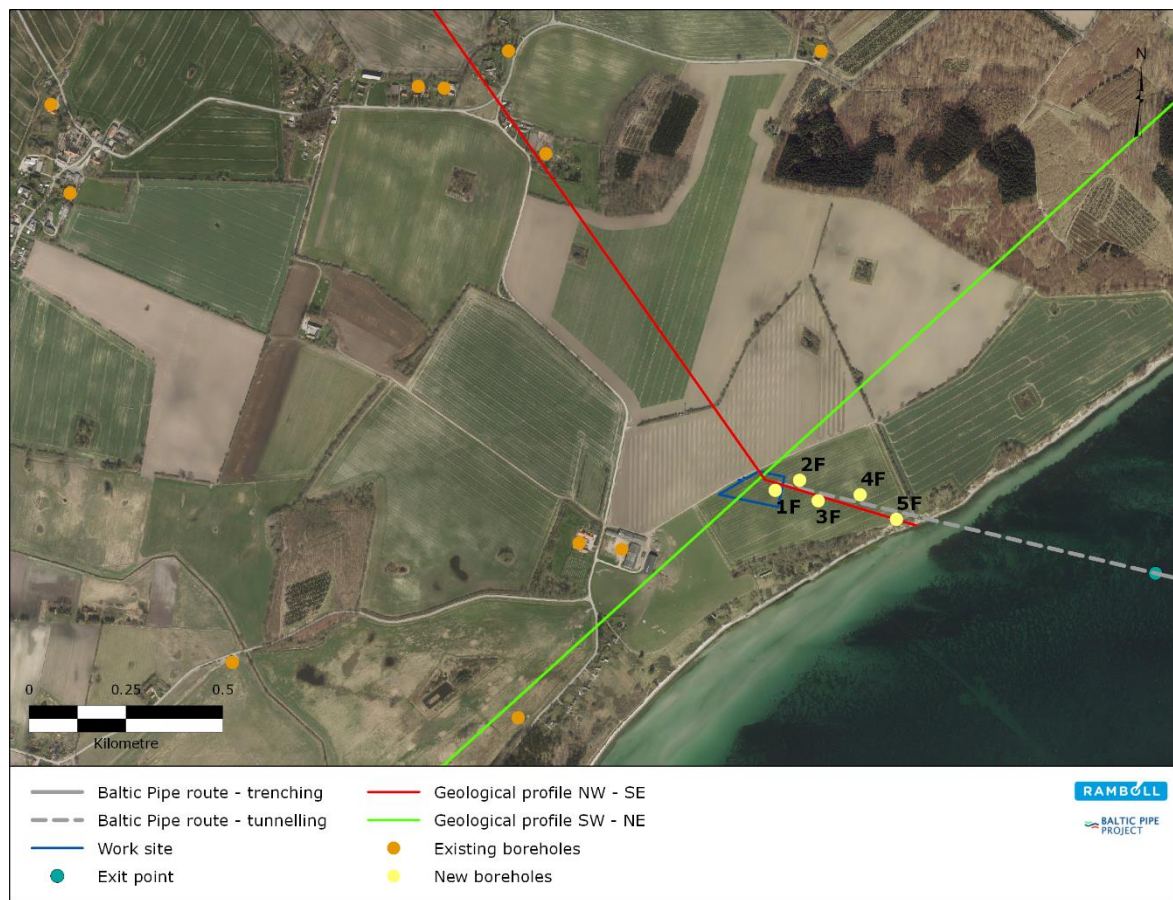 N
2F
4F
1F
3F
5F
0 0.25 0.5
Kilometre
Baltic Pipe route - trenching
Baltic Pipe route - tunnelling
Work site
Exit point
Geological profile NW - SE
Geological profile SW - NE
Existing boreholes
New boreholes
RAMBOLL
BALTIC PIPE
PROJECT